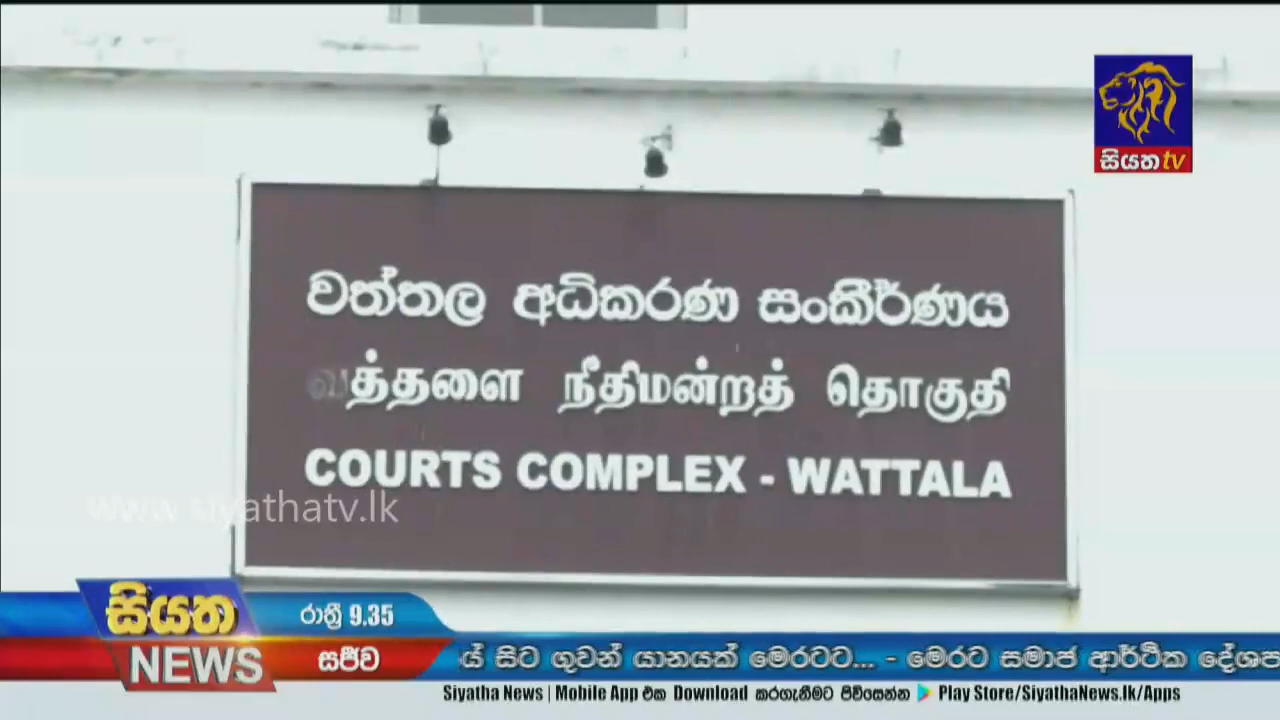 සියත tv
වත්තල අධිකරණ සංකීර්ණය
வத்தளை நீதிமன்றத் தொகுதி
COURTS COMPLEX - WATTALA
www.siyathatv.lk
සියත
NEWS
රාත්‍රී 9.35
සජීව
සිට ගුවන් යානයක් මෙරටට... - මෙරට සමාජ ආර්ථික
Siyatha News | Mobile App එක Download කරගැනීමට පිවිසෙන්න Play Store/SiyathaNews.lk/Apps